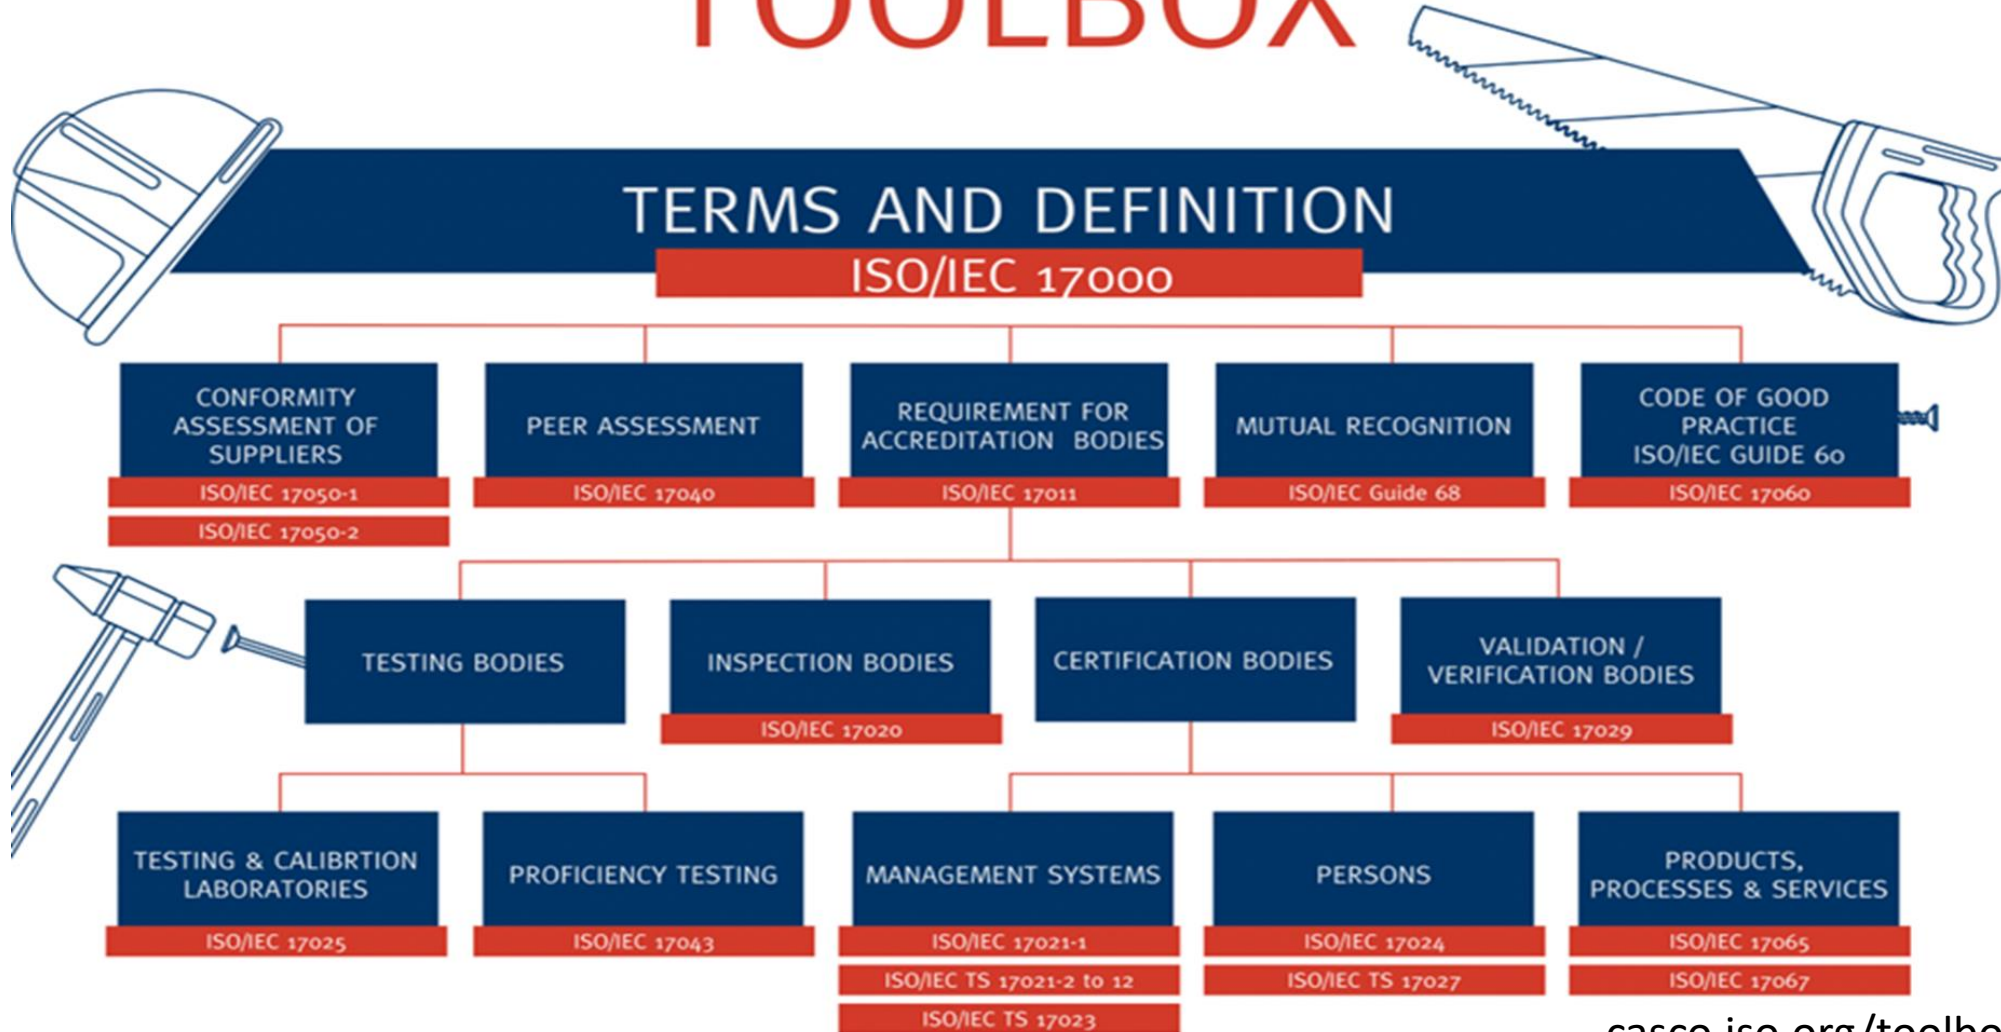 TOOLBOX
TERMS AND DEFINITION
ISO/IEC 17000
CONFORMITY
ASSESSMENT OF
SUPPLIERS
ISO/IEC 17050-1
ISO/IEC 17050-2
PEER ASSESSMENT
ISO/IEC 17040
REQUIREMENT FOR
ACCREDITATION BODIES
ISO/IEC 17011
MUTUAL RECOGNITION
ISO/IEC Guide 68
CODE OF GOOD
PRACTICE
ISO/IEC GUIDE 60
ISO/IEC 17060
TESTING BODIES
INSPECTION BODIES
ISO/IEC 17020
CERTIFICATION BODIES
VALIDATION /
VERIFICATION BODIES
ISO/IEC 17029
TESTING & CALIBRTION
LABORATORIES
ISO/IEC 17025
PROFICIENCY TESTING
ISO/IEC 17043
MANAGEMENT SYSTEMS
ISO/IEC 17021-1
ISO/IEC TS 17021-2 to 12
ISO/IEC TS 17023
PERSONS
ISO/IEC 17024
ISO/IEC TS 17027
PRODUCTS,
PROCESSES & SERVICES
ISO/IEC 17065
ISO/IEC 17067
casco.iso.org/toolbo